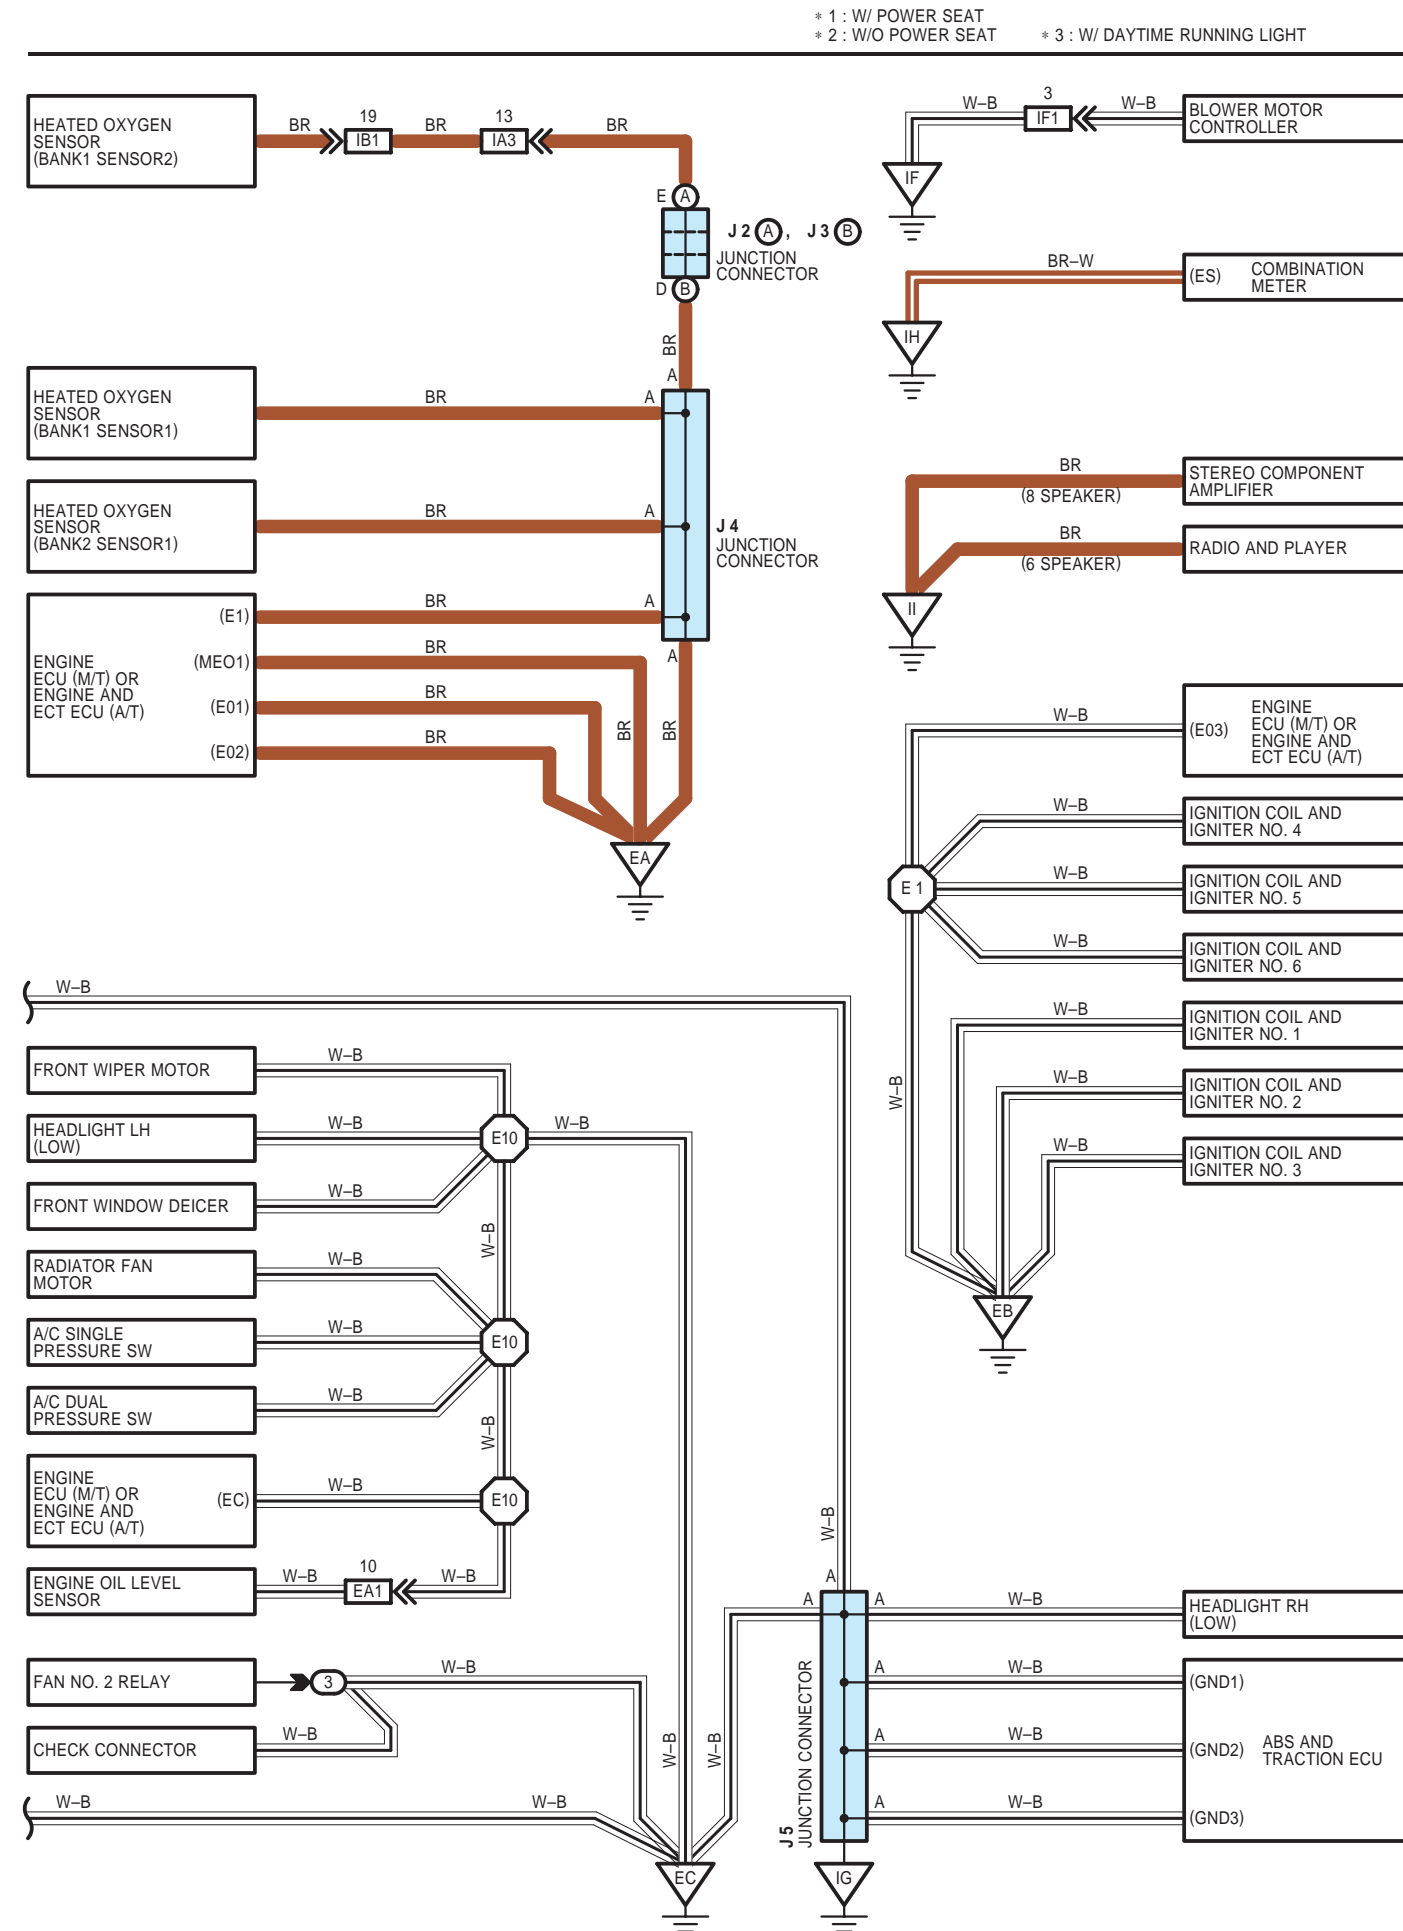 * 1 : W/ POWER SEAT
* 2 : W/O POWER SEAT * 3 : W/ DAYTIME RUNNING LIGHT
HEATED OXYGEN
SENSOR
(BANK1 SENSOR2)
BR
19
IB1
BR
13
IA3
BR
E A
J 2 A , J 3 B
JUNCTION
CONNECTOR
D B
BR
A
HEATED OXYGEN
SENSOR
(BANK1 SENSOR1)
BR
A
HEATED OXYGEN
SENSOR
(BANK2 SENSOR1)
BR
A
J 4
JUNCTION
CONNECTOR
ENGINE
ECU (M/T) OR
ENGINE AND
ECT ECU (A/T)
(E1)
BR
A
(MEO1)
BR
A
(E01)
BR
(E02)
BR
BR
BR
EA
W–B
3
IF1
W–B
BLOWER MOTOR
CONTROLLER
IF
BR–W
(ES)
COMBINATION
METER
IH
BR
(8 SPEAKER)
STEREO COMPONENT
AMPLIFIER
BR
(6 SPEAKER)
RADIO AND PLAYER
II
W–B
(E03)
ENGINE
ECU (M/T) OR
ENGINE AND
ECT ECU (A/T)
W–B
IGNITION COIL AND
IGNITER NO. 4
E 1
W–B
IGNITION COIL AND
IGNITER NO. 5
W–B
IGNITION COIL AND
IGNITER NO. 6
W–B
IGNITION COIL AND
IGNITER NO. 1
W–B
W–B
IGNITION COIL AND
IGNITER NO. 2
W–B
IGNITION COIL AND
IGNITER NO. 3
EB
W–B
FRONT WIPER MOTOR
W–B
HEADLIGHT LH
(LOW)
W–B
E10
W–B
FRONT WINDOW DEICER
W–B
W–B
RADIATOR FAN
MOTOR
W–B
A/C SINGLE
PRESSURE SW
W–B
E10
A/C DUAL
PRESSURE SW
W–B
W–B
ENGINE
ECU (M/T) OR
ENGINE AND
ECT ECU (A/T)
(EC)
W–B
E10
ENGINE OIL LEVEL
SENSOR
W–B
10
EA1
W–B
FAN NO. 2 RELAY
3
W–B
CHECK CONNECTOR
W–B
W–B
W–B
W–B
W–B
EC
W–B
A
A
A
W–B
HEADLIGHT RH
(LOW)
J 5
JUNCTION CONNECTOR
A
W–B
(GND1)
A
W–B
(GND2)
ABS AND
TRACTION ECU
A
W–B
(GND3)
IG